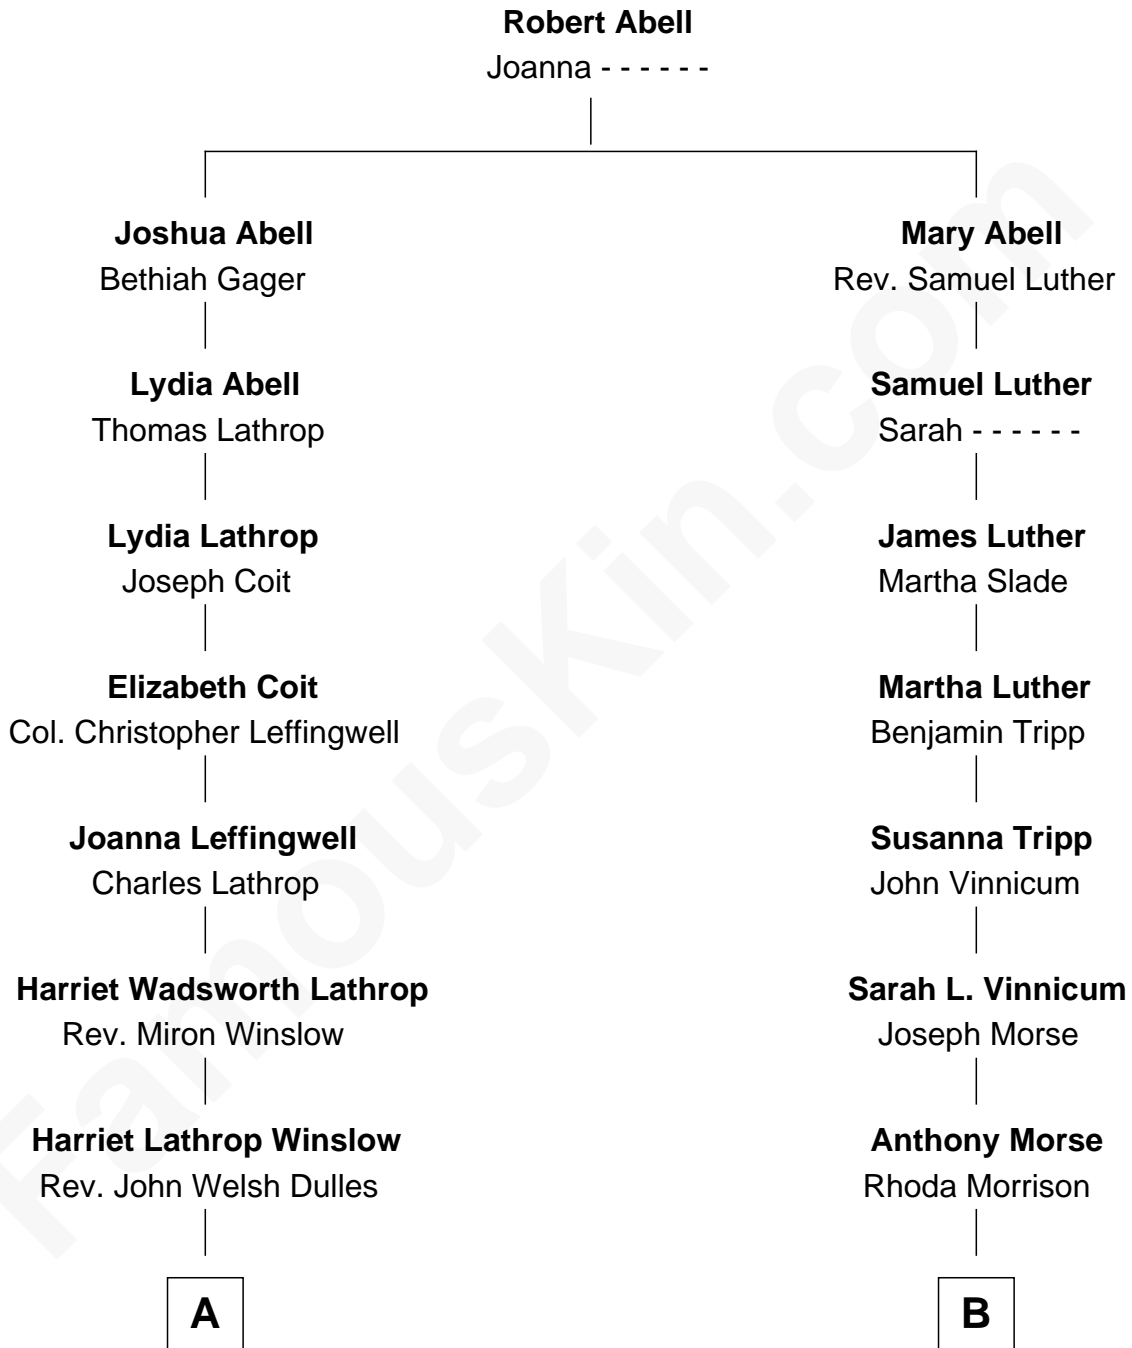 Robert Abell
Joanna - - - - - -
Joshua Abell
Bethiah Gager
Mary Abell
Rev. Samuel Luther
Lydia Abell
Thomas Lathrop
Samuel Luther
Sarah - - - - - -
Lydia Lathrop
Joseph Coit
James Luther
Martha Slade
Elizabeth Coit
Col. Christopher Leffingwell
Martha Luther
Benjamin Tripp
Joanna Leffingwell
Charles Lathrop
Susanna Tripp
John Vinnicum
Harriet Wadsworth Lathrop
Rev. Miron Winslow
Sarah L. Vinnicum
Joseph Morse
Harriet Lathrop Winslow
Rev. John Welsh Dulles
Anthony Morse
Rhoda Morrison
A
B
FamousKin.com